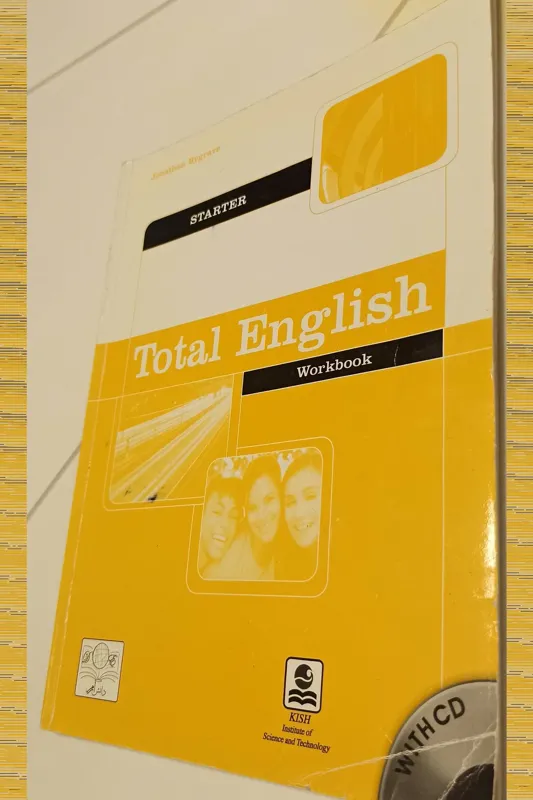 STARTER
Total English
Workbook
KISH
Institute of
Science and Technology
WITH CD